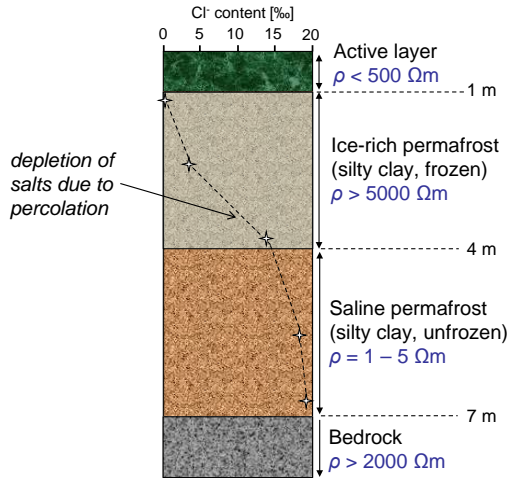 Cl⁻ content [‰]
0 5 10 15 20
Active layer
ρ < 500 Ωm
1 m
Ice-rich permafrost
(silty clay, frozen)
ρ > 5000 Ωm
depletion of
salts due to
percolation
4 m
Saline permafrost
(silty clay, unfrozen)
ρ = 1 – 5 Ωm
7 m
Bedrock
ρ > 2000 Ωm